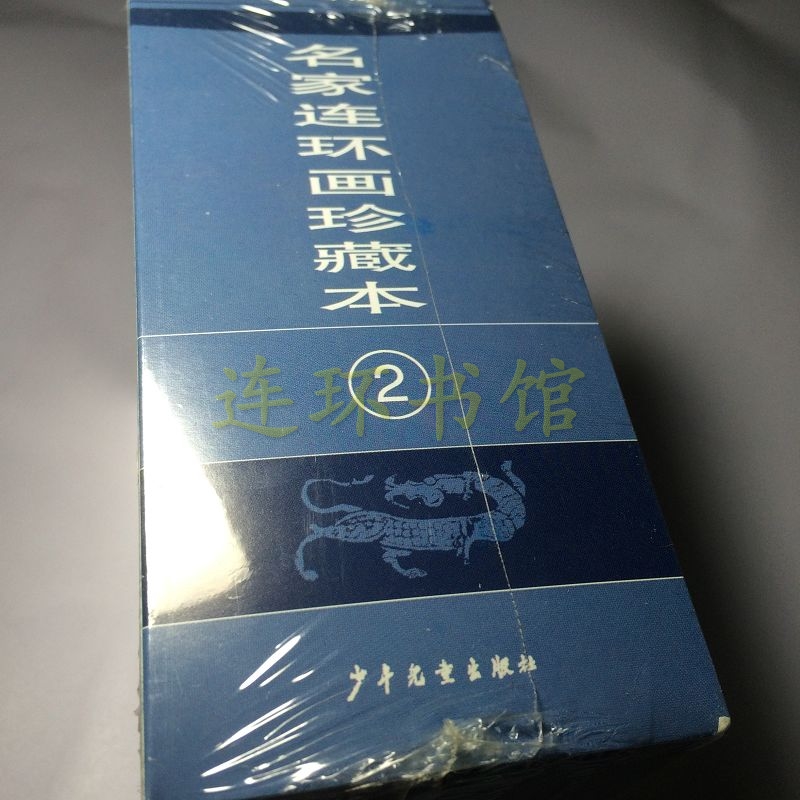 名家连环画珍藏本
2
连环书馆
少年儿童出版社